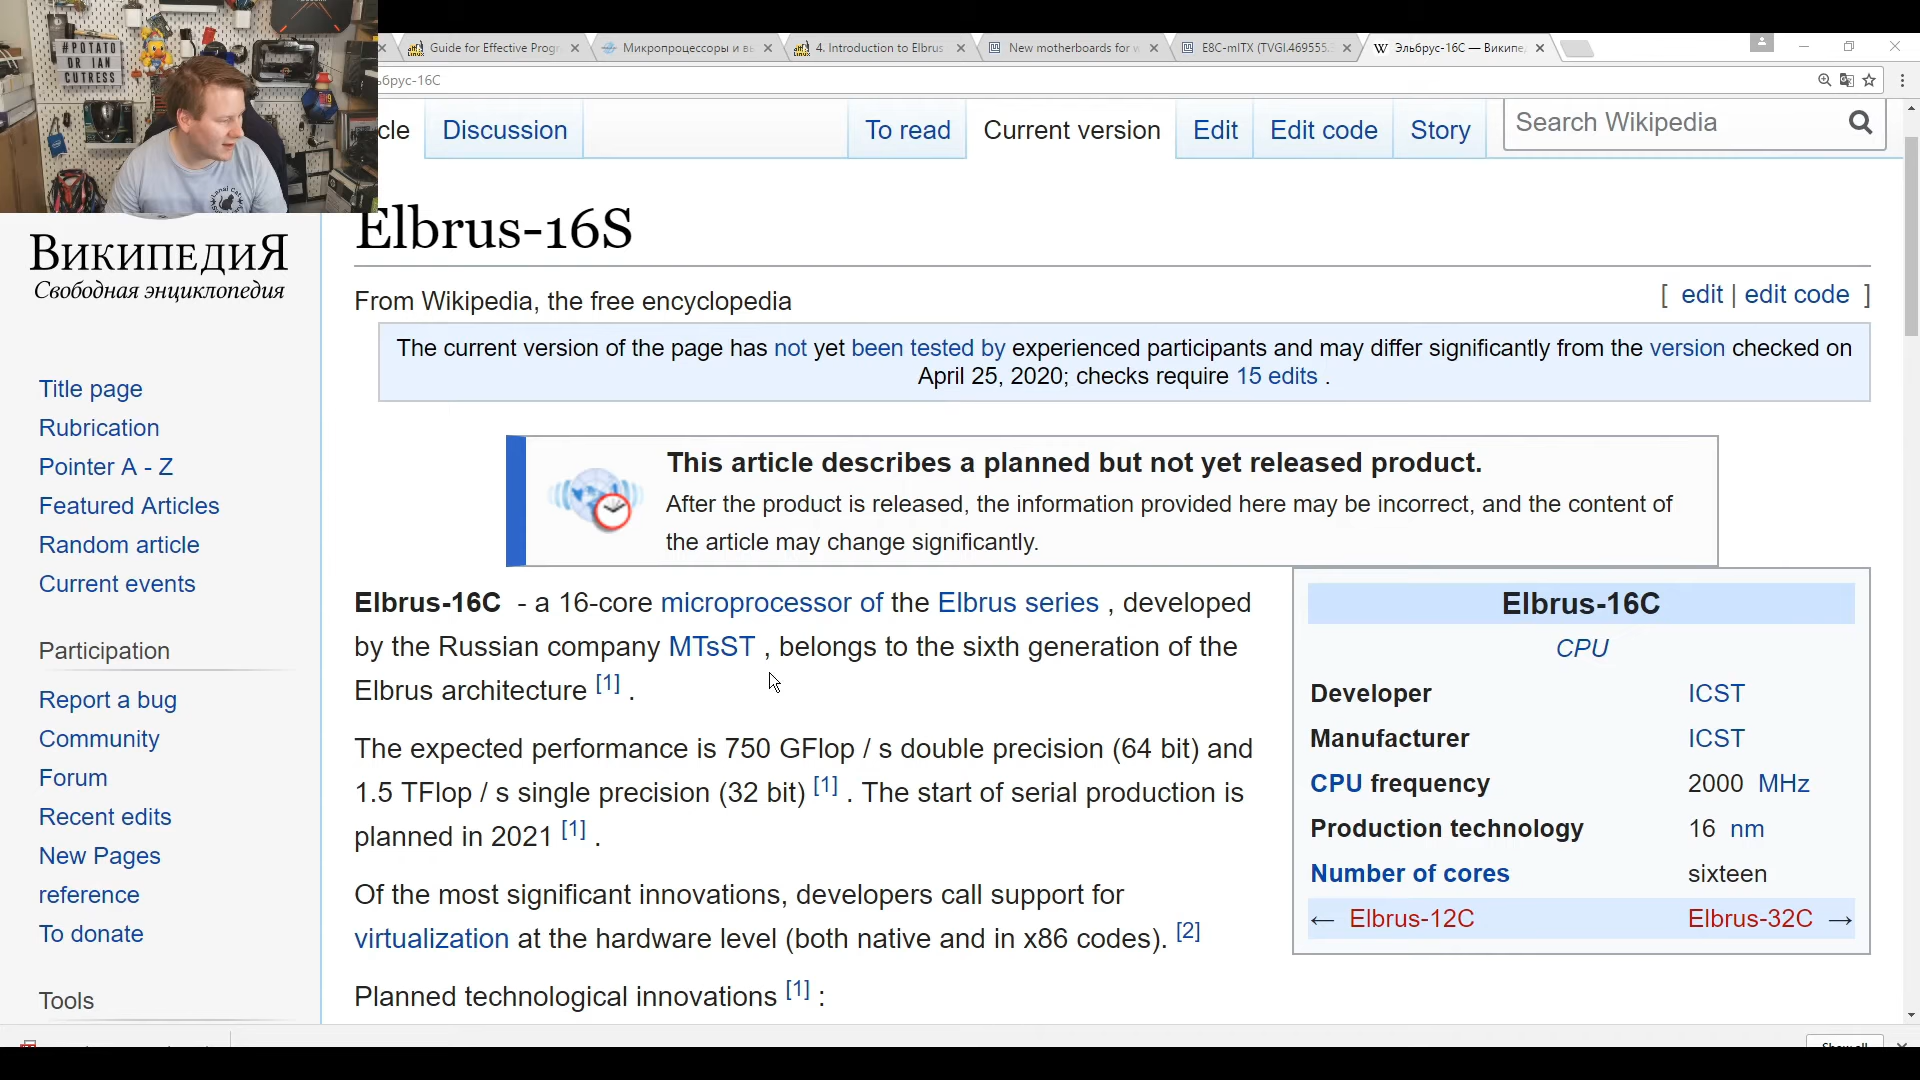 #POTATO
OR IAN
CUTRESS
Guide for Effective Prog
Микропроцессоры и в
4. Introduction to Elbrus
New motherboards for
E8C-mITX (TVGI.469555.
Эльбрус-16С — Википе
брус-16С
cle
Discussion
To read
Current version
Edit
Edit code
Story
Search Wikipedia
ВикипедиЯ
Свободная энциклопедия
Title page
Rubrication
Pointer A - Z
Featured Articles
Random article
Current events
Participation
Report a bug
Community
Forum
Recent edits
New Pages
reference
To donate
Tools
Elbrus-16S
From Wikipedia, the free encyclopedia
[ edit | edit code ]
The current version of the page has not yet been tested by experienced participants and may differ significantly from the version checked on
April 25, 2020; checks require 15 edits .
This article describes a planned but not yet released product.
After the product is released, the information provided here may be incorrect, and the content of
the article may change significantly.
Elbrus-16C - a 16-core microprocessor of the Elbrus series , developed
by the Russian company MTsST , belongs to the sixth generation of the
Elbrus architecture [1] .
The expected performance is 750 GFlop / s double precision (64 bit) and
1.5 TFlop / s single precision (32 bit) [1] . The start of serial production is
planned in 2021 [1] .
Of the most significant innovations, developers call support for
virtualization at the hardware level (both native and in x86 codes). [2]
Planned technological innovations [1] :
Elbrus-16C
CPU
Developer ICST
Manufacturer ICST
CPU frequency 2000 MHz
Production technology 16 nm
Number of cores sixteen
← Elbrus-12C Elbrus-32C →
Show all